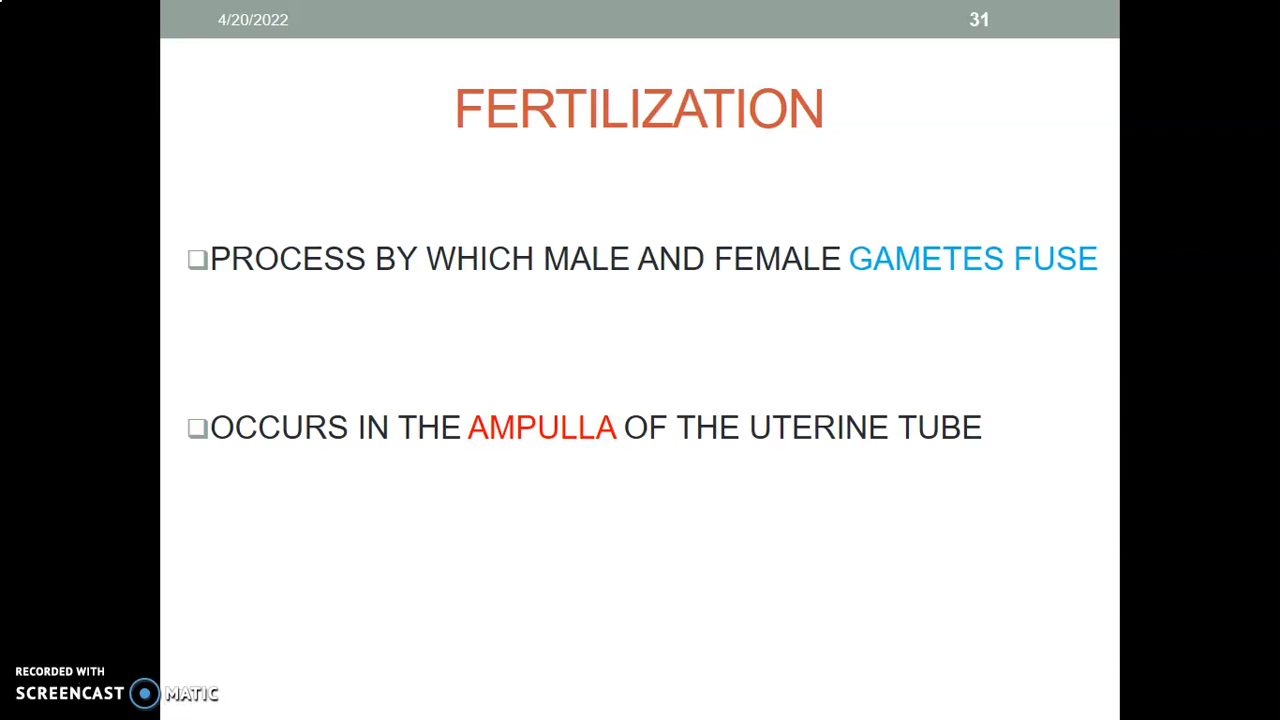 4/20/2022 31
FERTILIZATION
❑PROCESS BY WHICH MALE AND FEMALE GAMETES FUSE
❑OCCURS IN THE AMPULLA OF THE UTERINE TUBE
RECORDED WITH
SCREENCAST MATIC